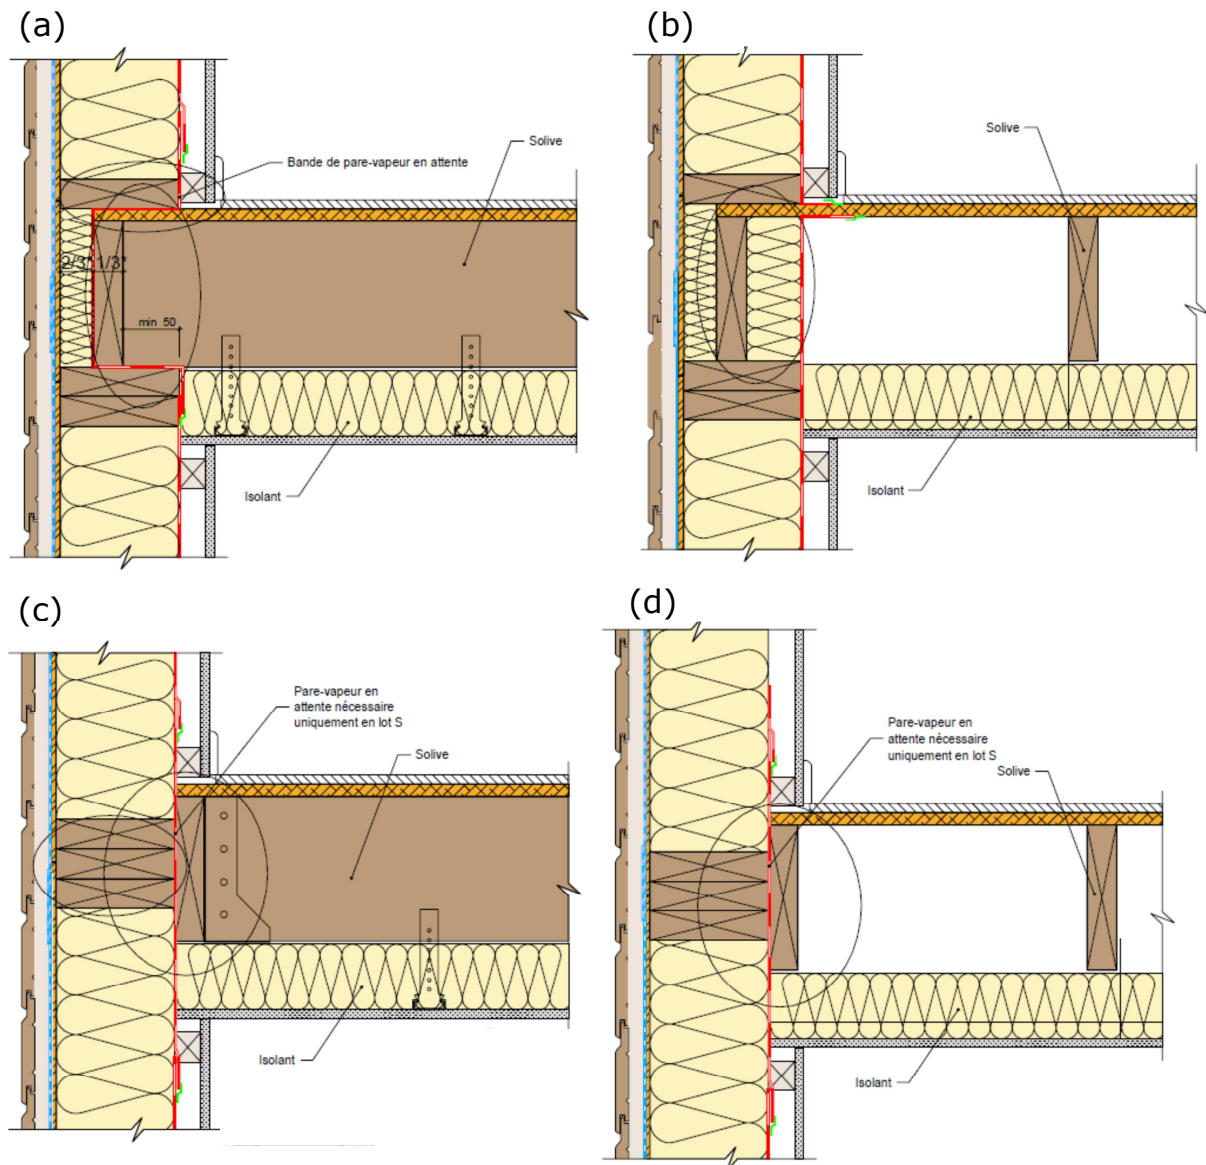 (a)
Solive
Bande de pare-vapeur en attente
2/3* 1/3*
min 50
Isolant
(b)
Solive
Isolant
(c)
Pare-vapeur en
attente nécessaire
uniquement en lot S
Solive
Isolant
(d)
Pare-vapeur en
attente nécessaire
uniquement en lot S
Solive
Isolant